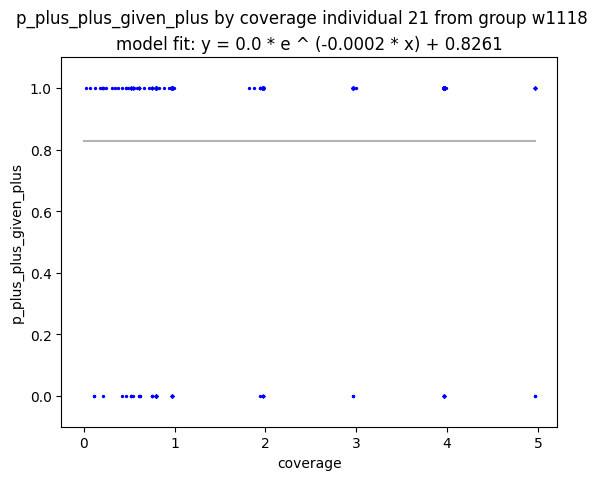 p_plus_plus_given_plus by coverage individual 21 from group w1118
model fit: y = 0.0 * e ^ (-0.0002 * x) + 0.8261
1.0
0.8
0.6
0.4
0.2
0.0
p_plus_plus_given_plus
0 1 2 3 4 5
coverage